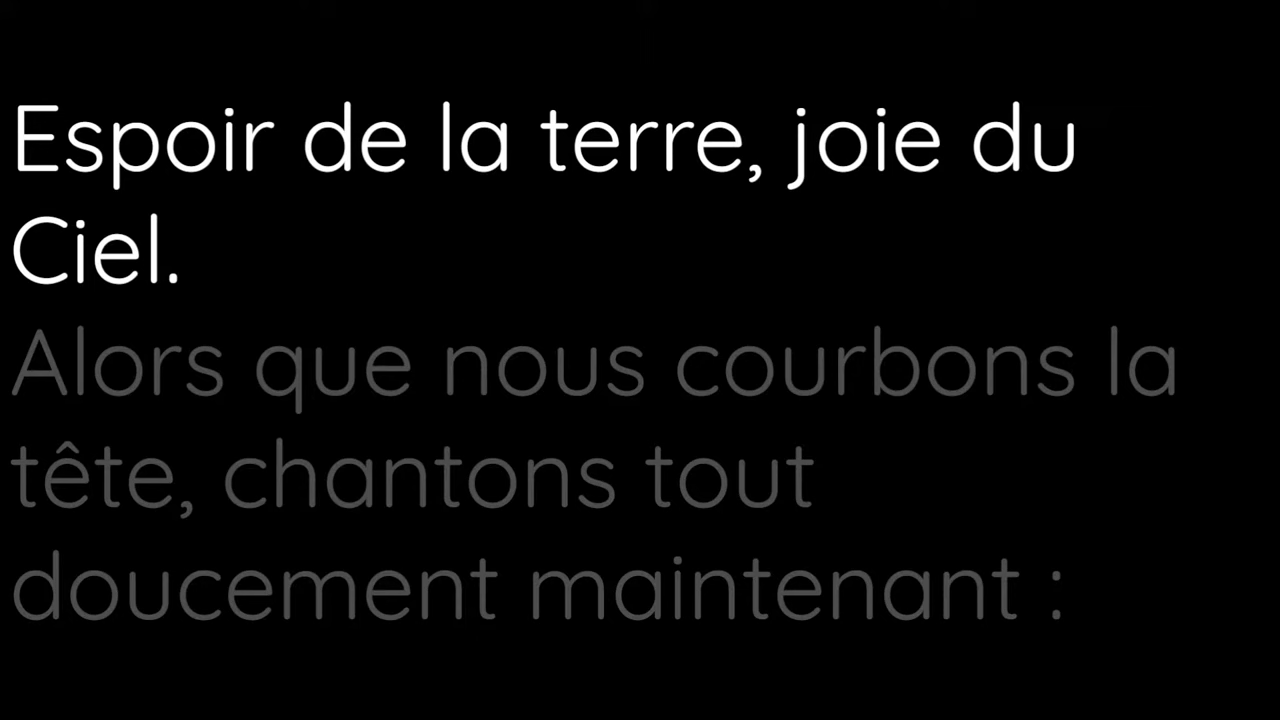 Espoir de la terre, joie du
Ciel.
Alors que nous courbons la
tête, chantons tout
doucement maintenant :